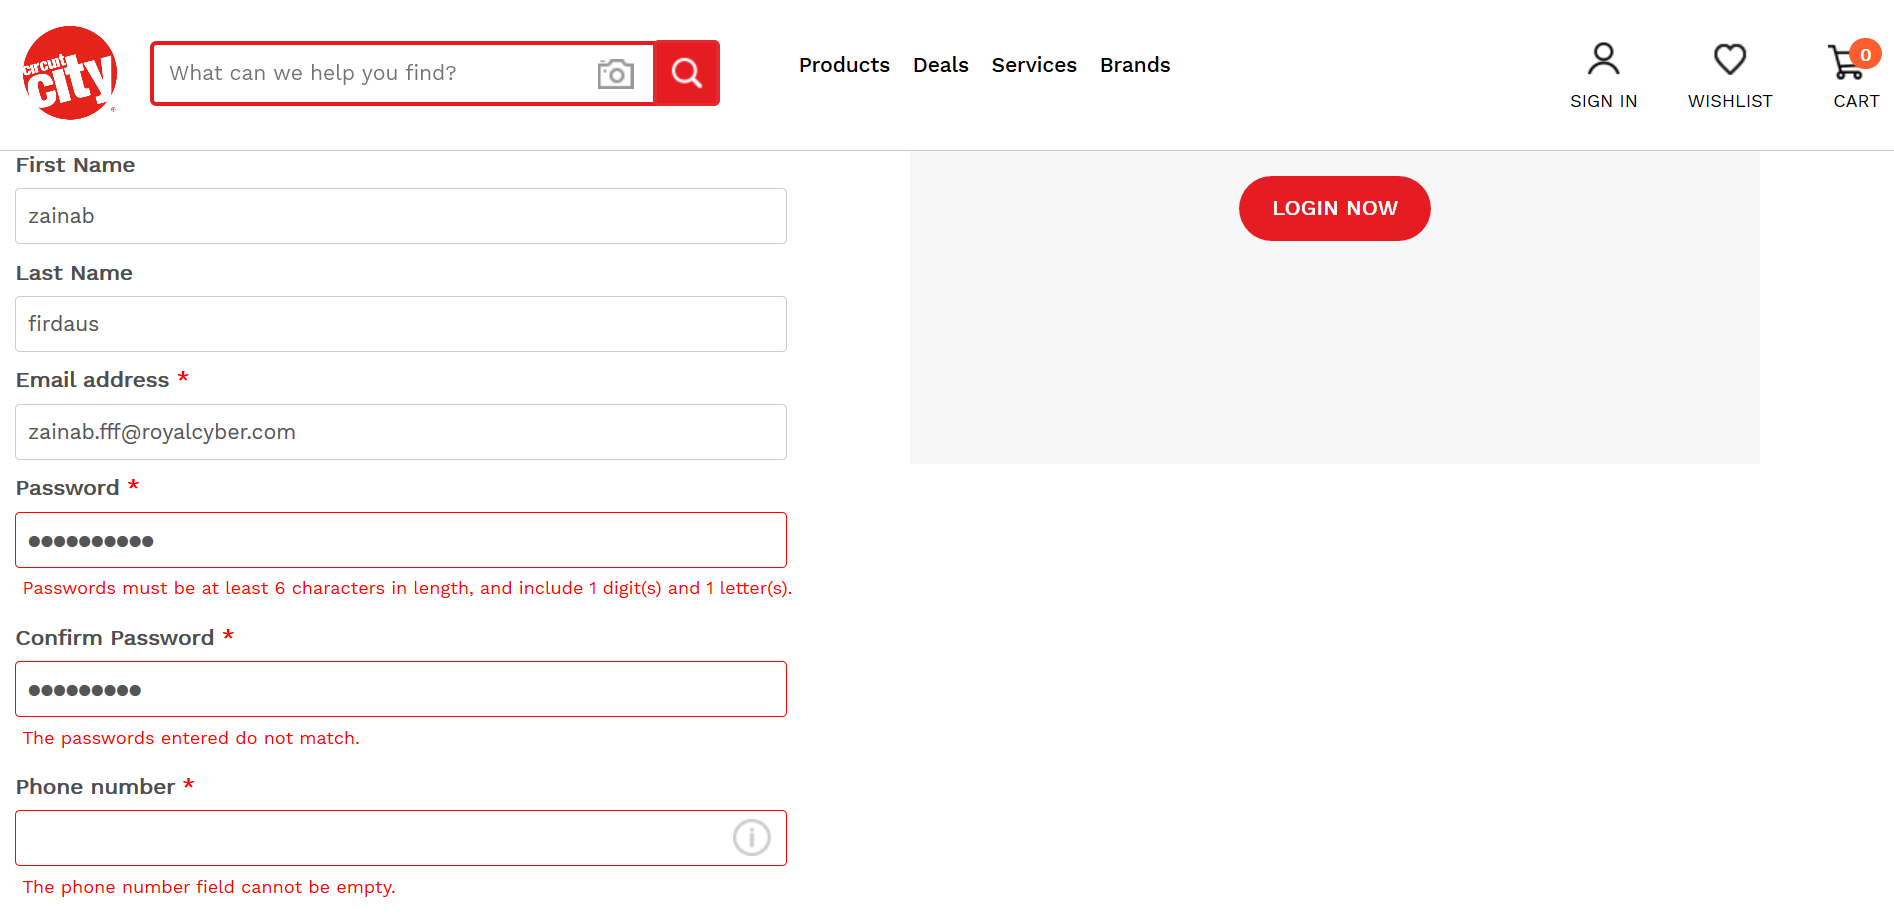 circuit
city
What can we help you find?
Products Deals Services Brands
SIGN IN
WISHLIST
0
CART
First Name
zainab
Last Name
firdaus
Email address *
zainab.fff@royalcyber.com
Password *
••••••••••
Passwords must be at least 6 characters in length, and include 1 digit(s) and 1 letter(s).
Confirm Password *
•••••••••
The passwords entered do not match.
Phone number *
The phone number field cannot be empty.
LOGIN NOW